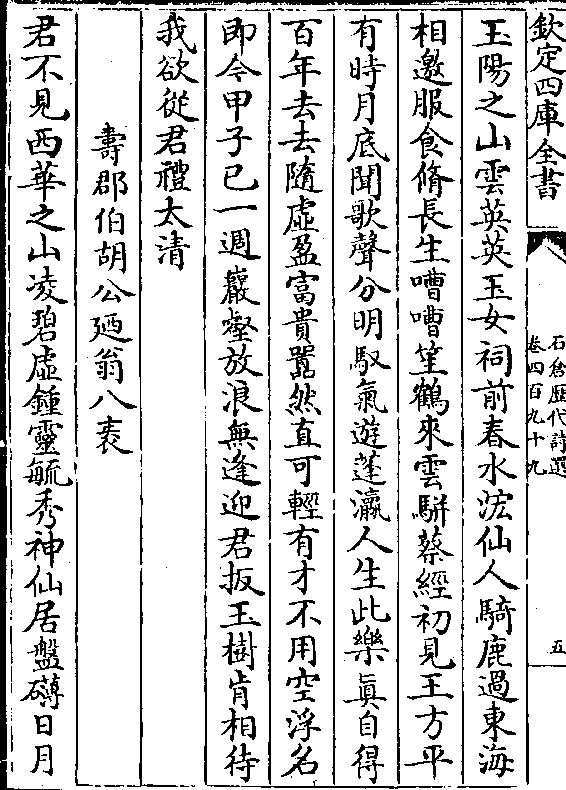 欽定四庫全書
石倉歷代詩選
卷四百九十九
五
玉陽之山雲英英玉女祠前春水泓仙人騎鹿過東海
相邀服食脩長生嘈嘈笙鶴來雲駢蔡經初見王方平
有時月底聞歌聲分明馭氣遊蓬瀛人生此樂真自得
百年去去隨虛盈富貴嚣然直可輕有才不用空浮名
即今甲子已一週巖壑放浪無逢迎君扳玉樹肯相待
我欲從君禮太清
壽郡伯胡公廼翁八袠
君不見西華之山凌碧虛鍾靈毓秀神仙居盤礴日月